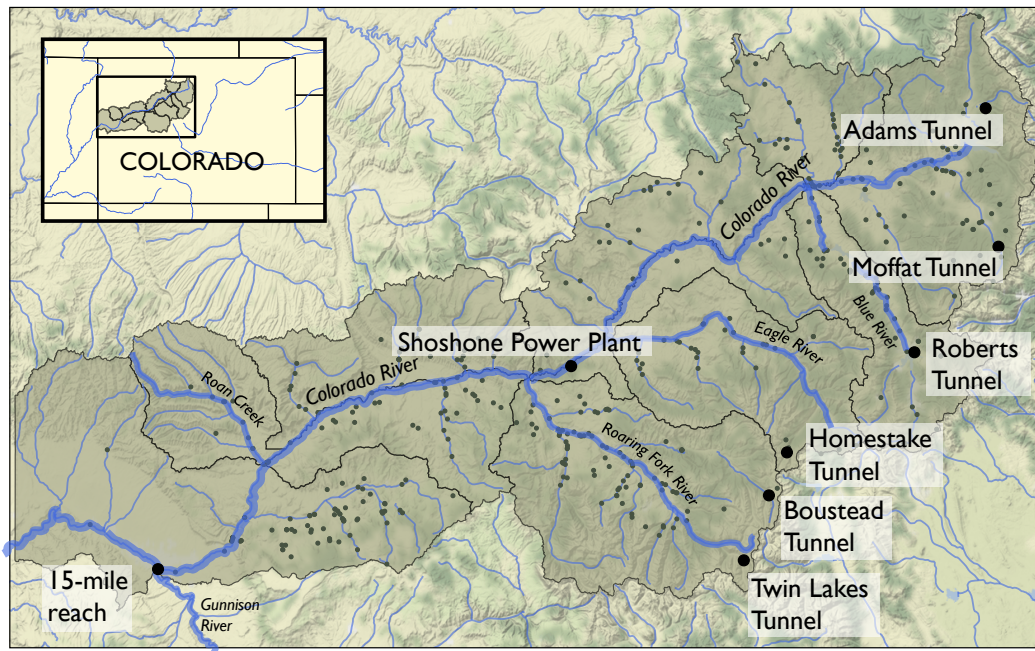 COLORADO
Adams Tunnel
Colorado River
Moffat Tunnel
Blue River
Shoshone Power Plant
Eagle River
Roberts
Tunnel
Colorado River
Roan Creek
Roaring Fork River
Homestake
Tunnel
Boustead
Tunnel
15-mile
reach
Twin Lakes
Tunnel
Gunnison
River